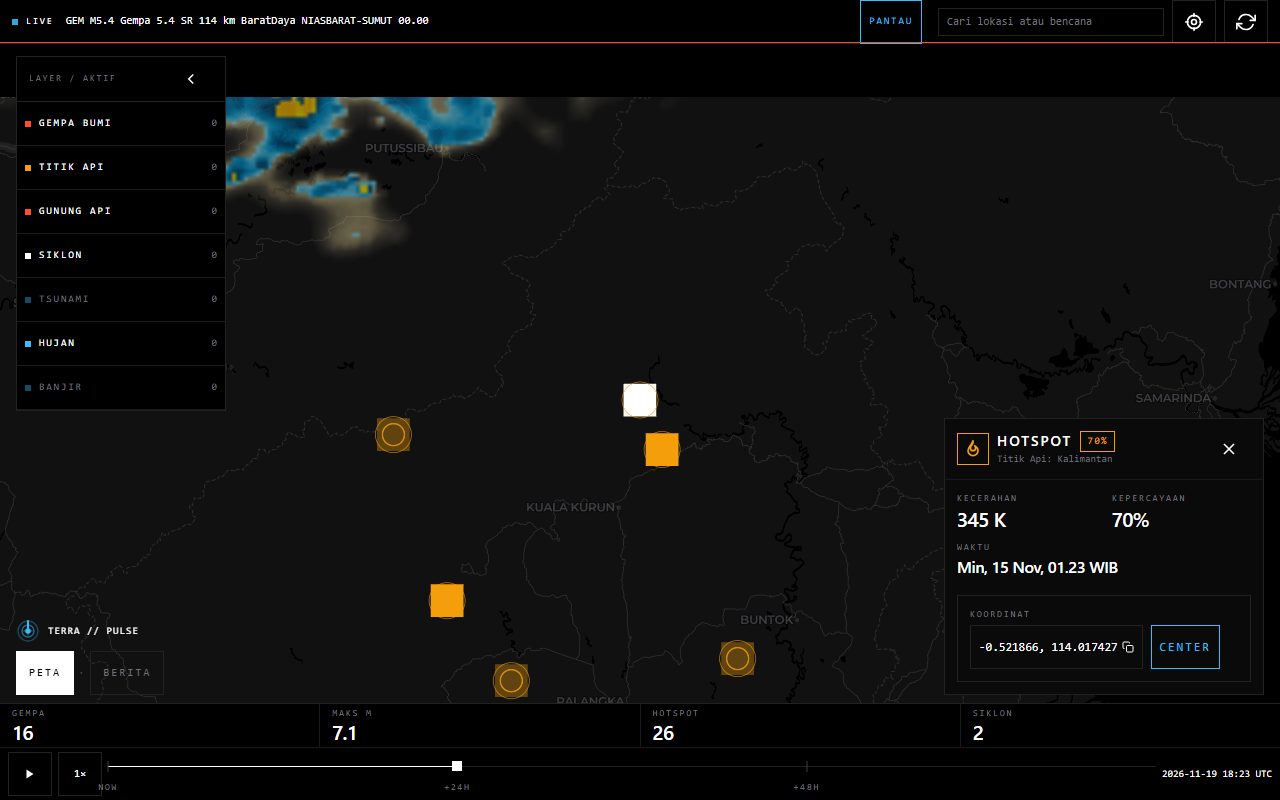 LIVE GEM M5.4 Gempa 5.4 SR 114 km BaratDaya NIASBARAT-SUMUT 00.00
PANTAU
Cari lokasi atau bencana
LAYER / AKTIF
GEMPA BUMI 0
TITIK API 0
GUNUNG API 0
SIKLON 0
TSUNAMI 0
HUJAN 0
BANJIR 0
PUTUSSIBAU
BONTANG
SAMARINDA
KUALA KURUN
BUNTOK
PALANGKA
HOTSPOT 70%
Titik Api: Kalimantan
KECERAHAN KEPERCAYAAN
345 K 70%
WAKTU
Min, 15 Nov, 01.23 WIB
KOORDINAT
-0.521866, 114.017427
CENTER
TERRA // PULSE
PETA BERITA
GEMPA MAKS M HOTSPOT SIKLON
16 7.1 26 2
1×
NOW +24H +48H
2026-11-19 18:23 UTC